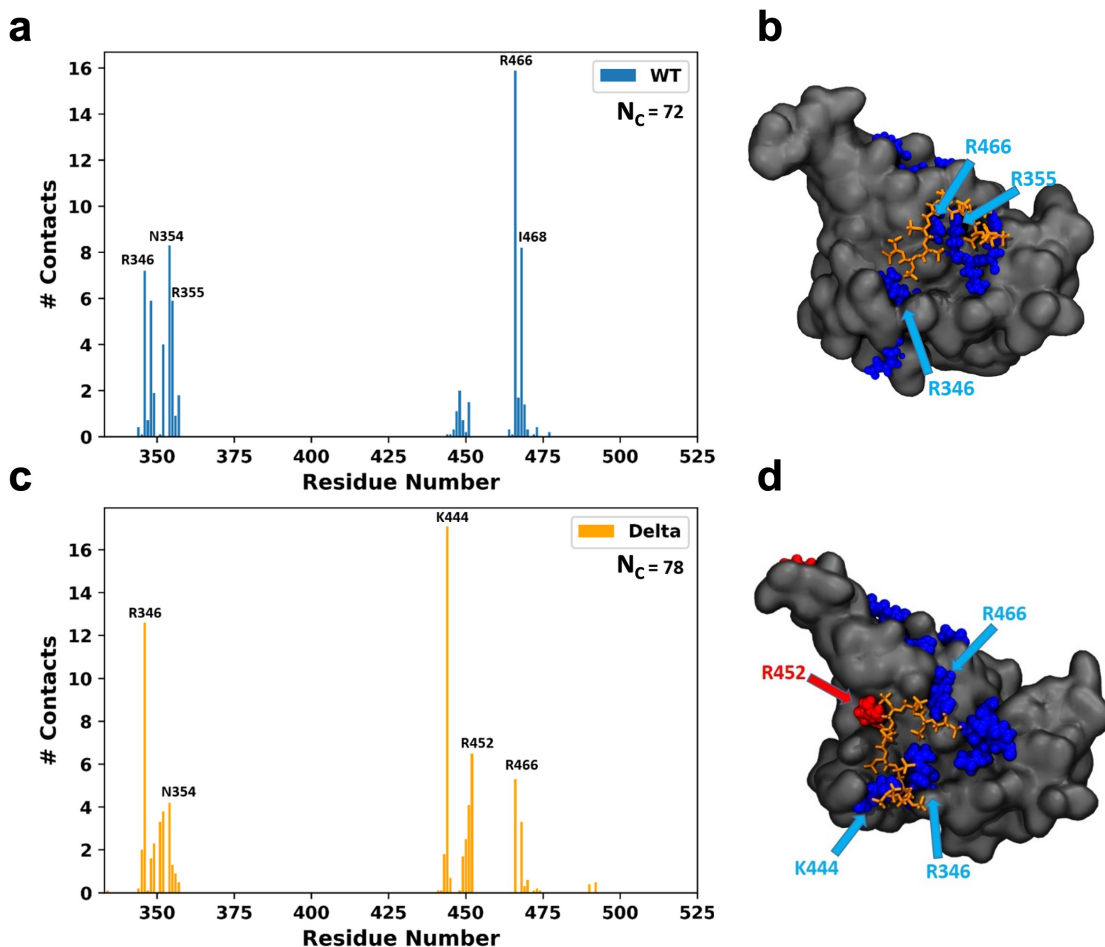 a
# Contacts
16
14
12
10
8
6
4
2
0
R346
N354
R355
R466
I468
WT
N_C = 72
350 375 400 425 450 475 500 525
Residue Number
b
R466
R355
R346
c
# Contacts
16
14
12
10
8
6
4
2
0
R346
N354
K444
R452
R466
Delta
N_C = 78
350 375 400 425 450 475 500 525
Residue Number
d
R466
R452
K444
R346